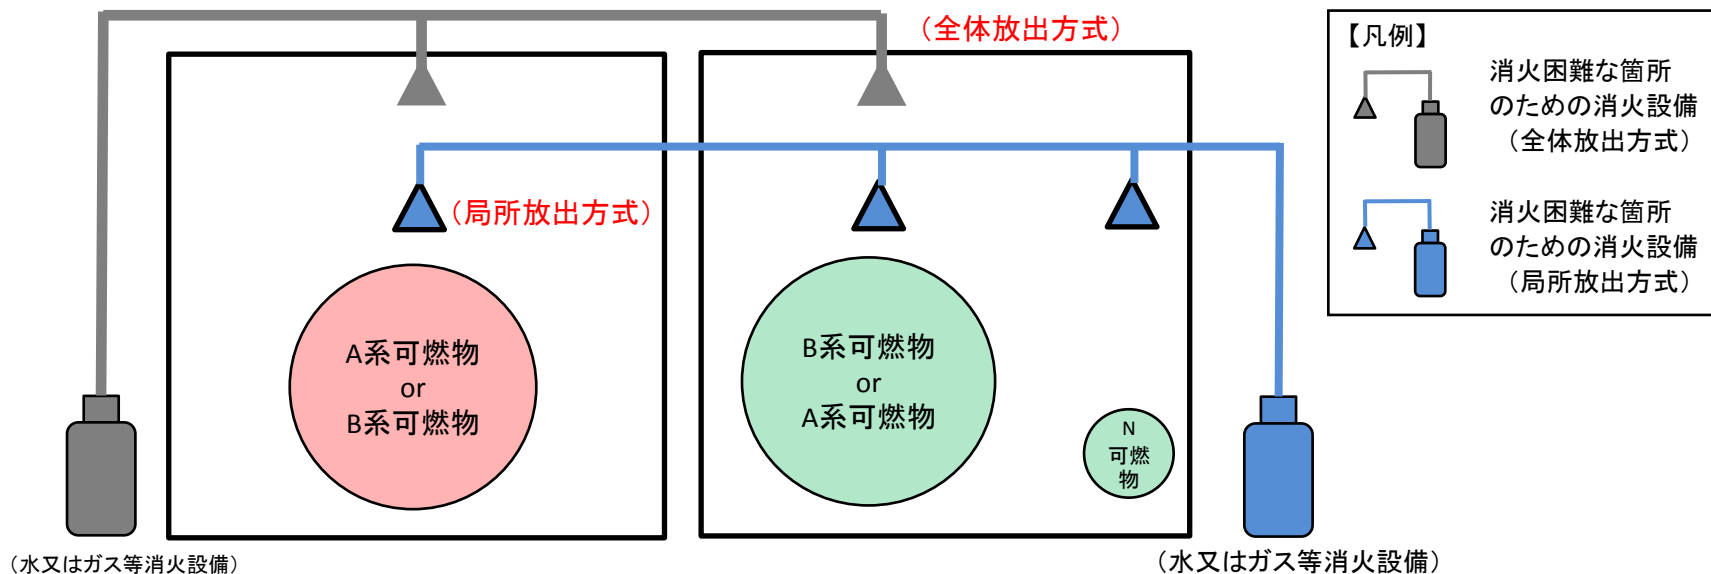 （全体放出方式）
【凡例】
消火困難な箇所
のための消火設備
（全体放出方式）
（局所放出方式）
消火困難な箇所
のための消火設備
（局所放出方式）
A系可燃物
or
B系可燃物
B系可燃物
or
A系可燃物
N
可燃
物
（水又はガス等消火設備）
（水又はガス等消火設備）